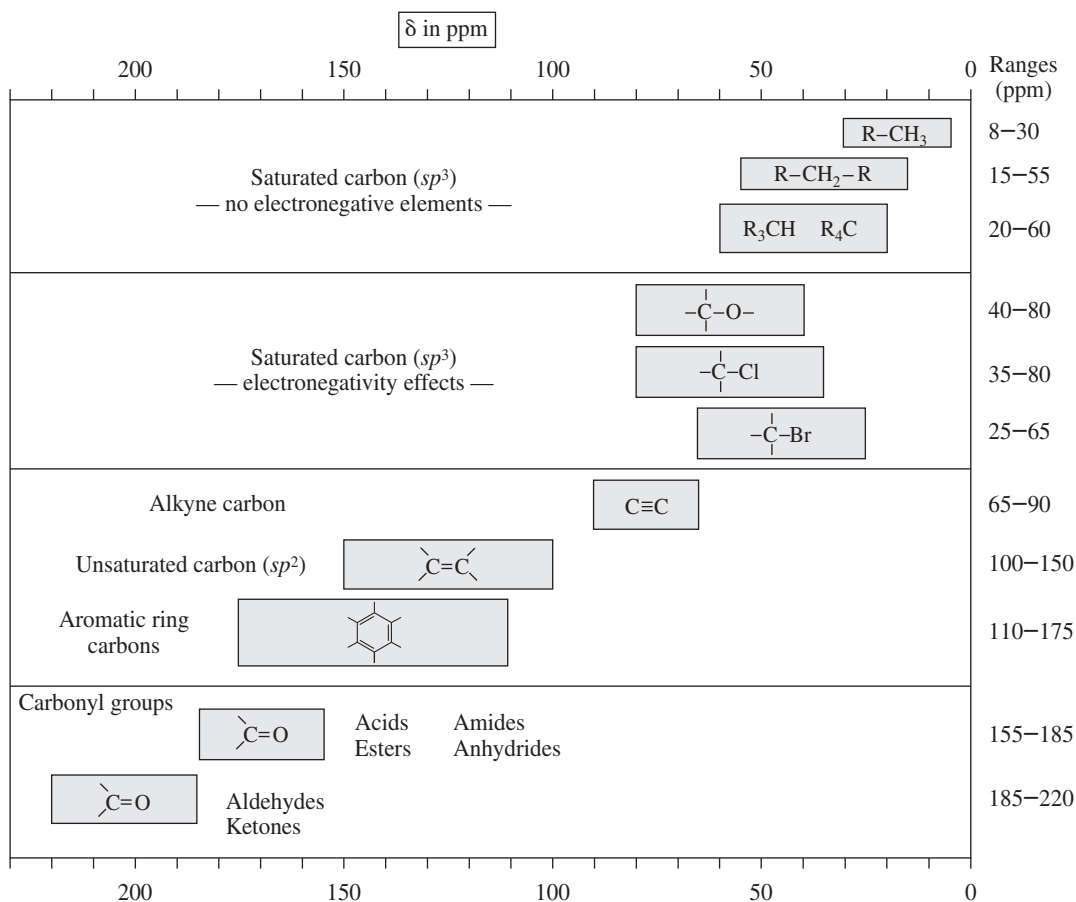 δ in ppm
200 150 100 50 0 Ranges
(ppm)
R–CH₃ 8–30
Saturated carbon (sp³) R–CH₂–R 15–55
— no electronegative elements —
R₃CH R₄C 20–60
–C–O– 40–80
Saturated carbon (sp³) –C–Cl 35–80
— electronegativity effects —
–C–Br 25–65
Alkyne carbon C≡C 65–90
Unsaturated carbon (sp²) C=C 100–150
Aromatic ring
carbons 110–175
Carbonyl groups
C=O Acids Amides 155–185
Esters Anhydrides
C=O Aldehydes 185–220
Ketones
200 150 100 50 0